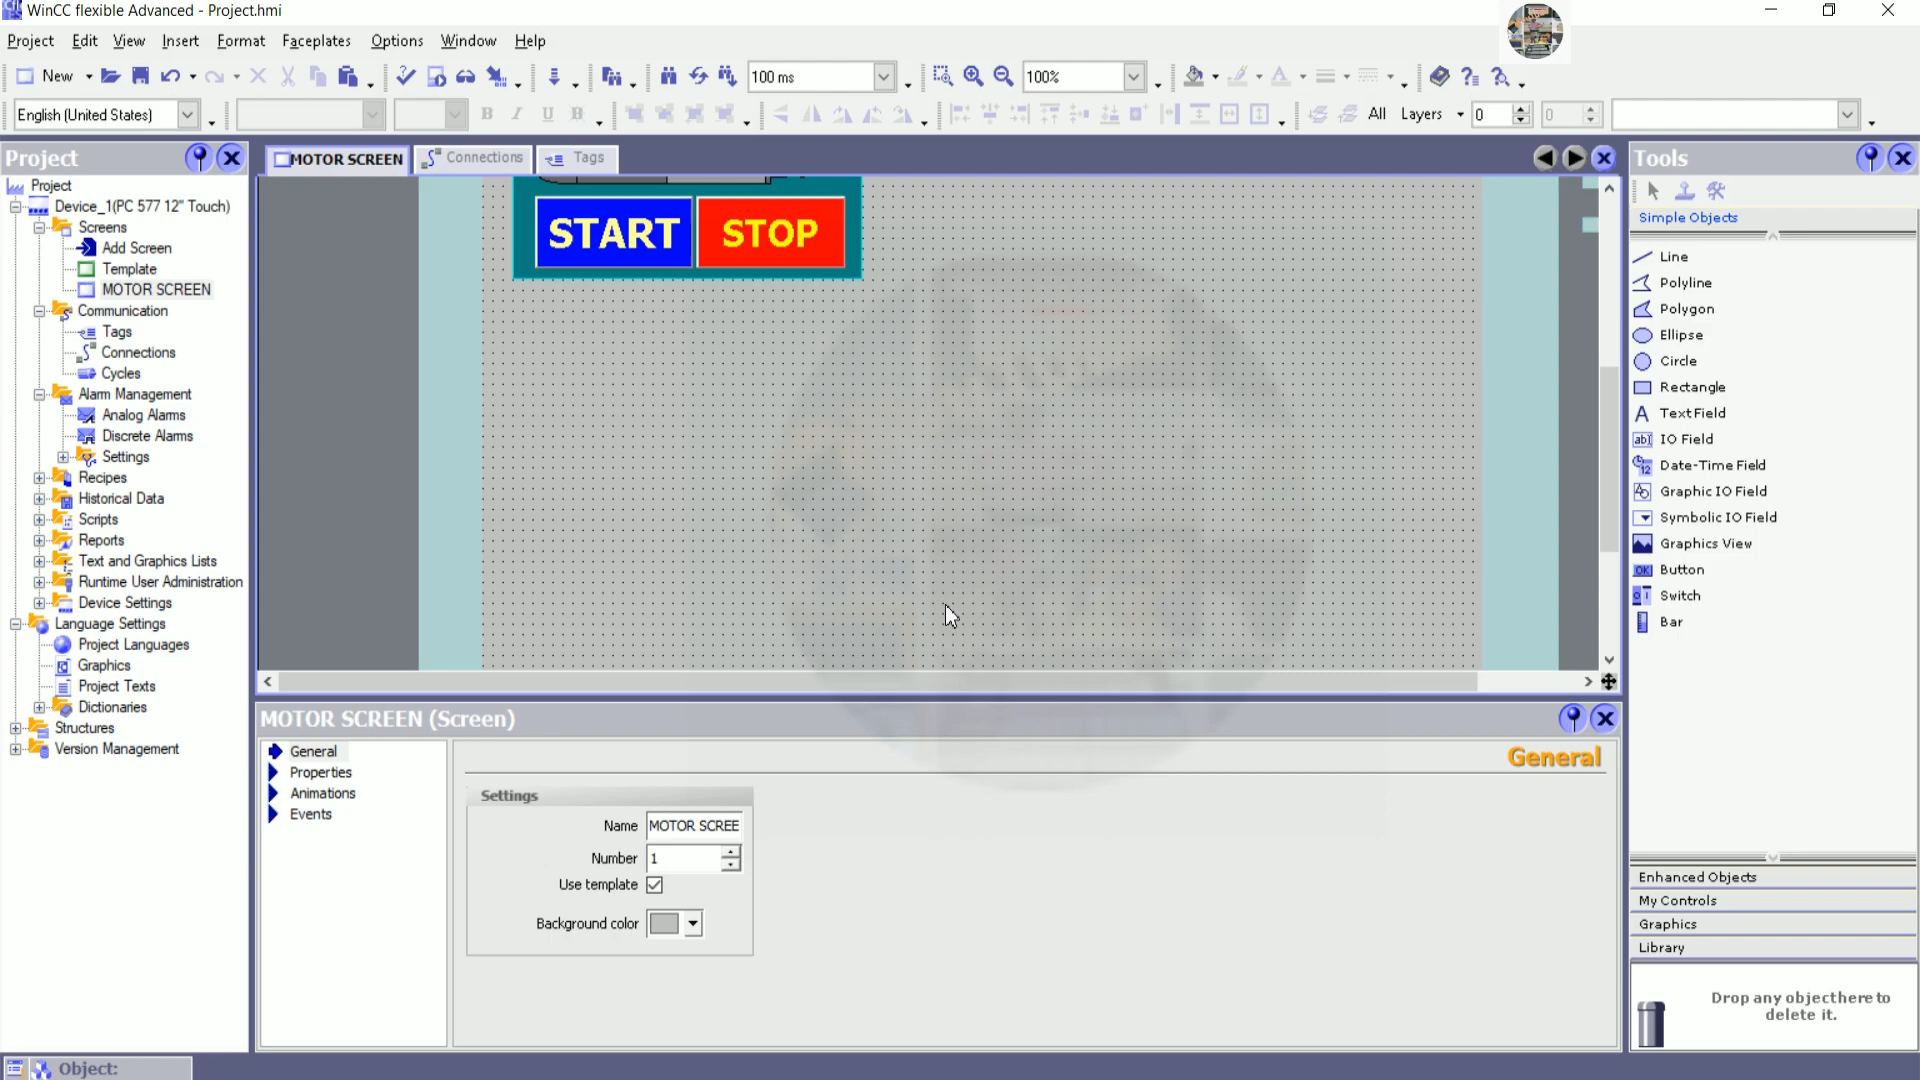 WinCC flexible Advanced - Project.hmi
Project Edit View Insert Format Faceplates Options Window Help
New 100 ms 100%
English (United States) All Layers 0 0
Project
Project
Device_1(PC 577 12" Touch)
Screens
Add Screen
Template
MOTOR SCREEN
Communication
Tags
Connections
Cycles
Alarm Management
Analog Alarms
Discrete Alarms
Settings
Recipes
Historical Data
Scripts
Reports
Text and Graphics Lists
Runtime User Administration
Device Settings
Language Settings
Project Languages
Graphics
Project Texts
Dictionaries
Structures
Version Management
MOTOR SCREEN Connections Tags
START STOP
MOTOR SCREEN (Screen)
General
Properties
Animations
Events
General
Settings
Name MOTOR SCREE
Number 1
Use template
Background color
Tools
Simple Objects
Line
Polyline
Polygon
Ellipse
Circle
Rectangle
TextField
IO Field
Date-Time Field
Graphic IO Field
Symbolic IO Field
Graphics View
Button
Switch
Bar
Enhanced Objects
My Controls
Graphics
Library
Drop any objecthere to
delete it.
Object: